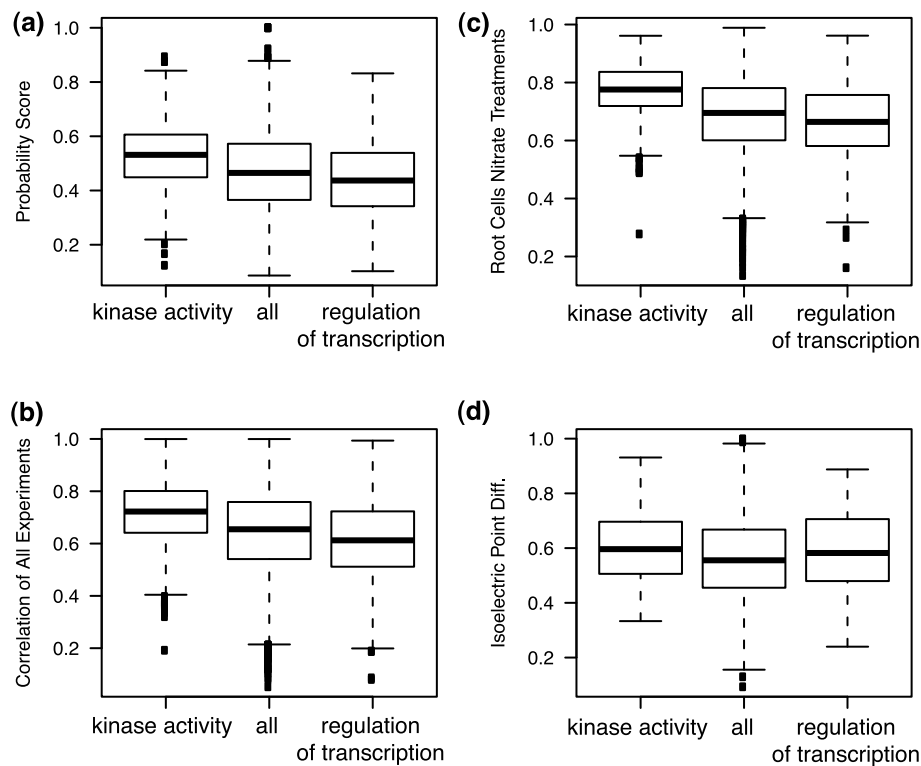 (a)
Probability Score
1.0
0.8
0.6
0.4
0.2
kinase activity
all
regulation
of transcription
(c)
Root Cells Nitrate Treatments
1.0
0.8
0.6
0.4
0.2
kinase activity
all
regulation
of transcription
(b)
Correlation of All Experiments
1.0
0.8
0.6
0.4
0.2
kinase activity
all
regulation
of transcription
(d)
Isoelectric Point Diff.
1.0
0.8
0.6
0.4
0.2
kinase activity
all
regulation
of transcription